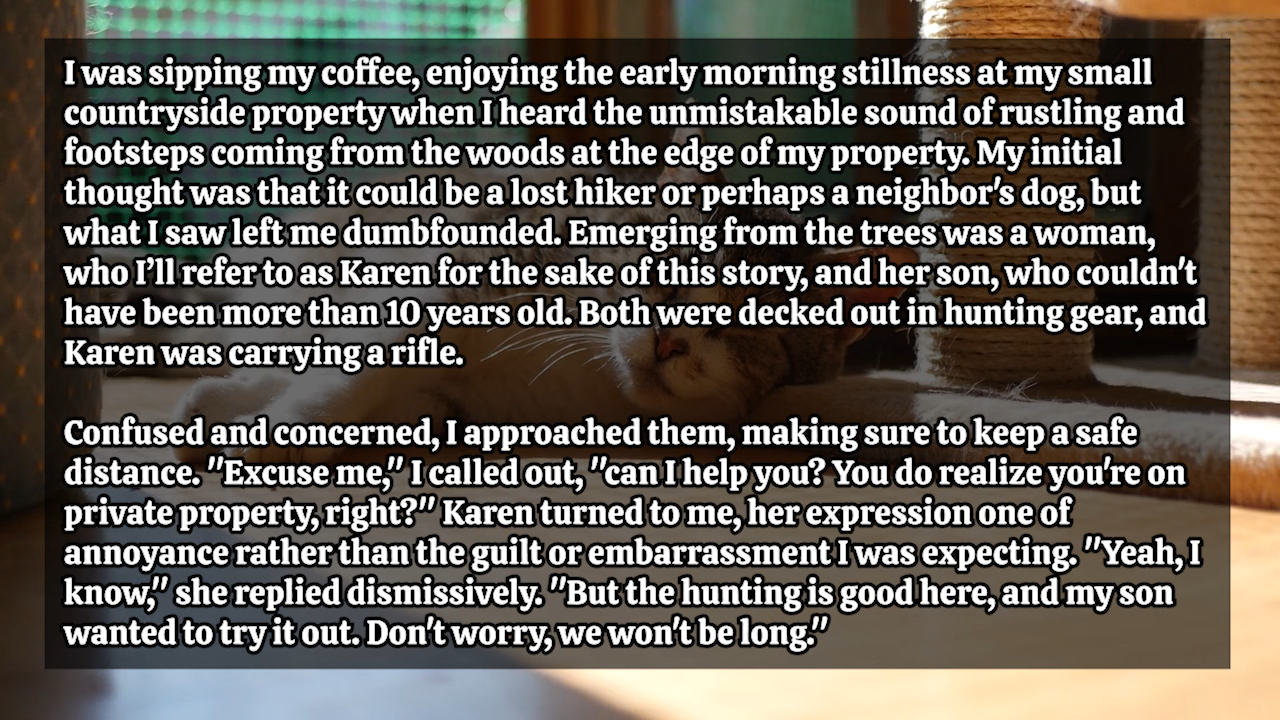 I was sipping my coffee, enjoying the early morning stillness at my small
countryside property when I heard the unmistakable sound of rustling and
footsteps coming from the woods at the edge of my property. My initial
thought was that it could be a lost hiker or perhaps a neighbor's dog, but
what I saw left me dumbfounded. Emerging from the trees was a woman,
who I’ll refer to as Karen for the sake of this story, and her son, who couldn't
have been more than 10 years old. Both were decked out in hunting gear, and
Karen was carrying a rifle.
Confused and concerned, I approached them, making sure to keep a safe
distance. "Excuse me," I called out, "can I help you? You do realize you're on
private property, right?" Karen turned to me, her expression one of
annoyance rather than the guilt or embarrassment I was expecting. "Yeah, I
know," she replied dismissively. "But the hunting is good here, and my son
wanted to try it out. Don't worry, we won't be long."